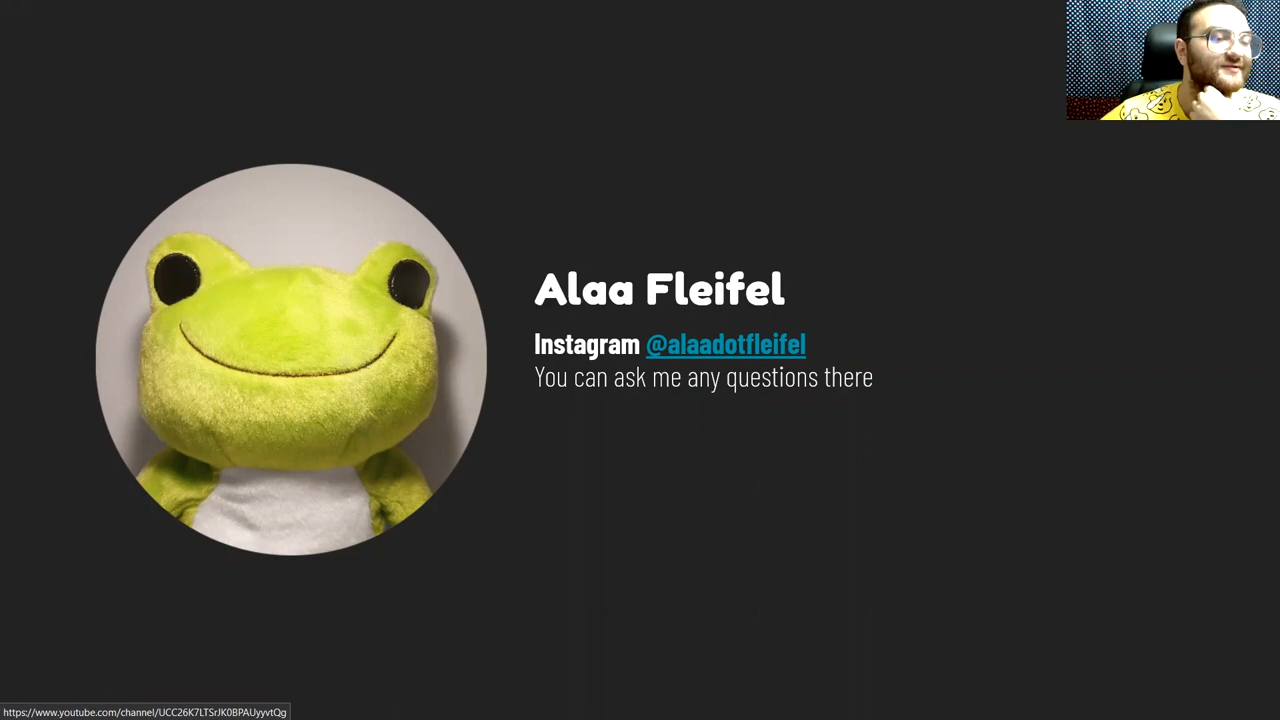 Alaa Fleifel
Instagram @alaadotfleifel
You can ask me any questions there
https://www.youtube.com/channel/UCC26K7LTSrJK0BPAUyyvtQg